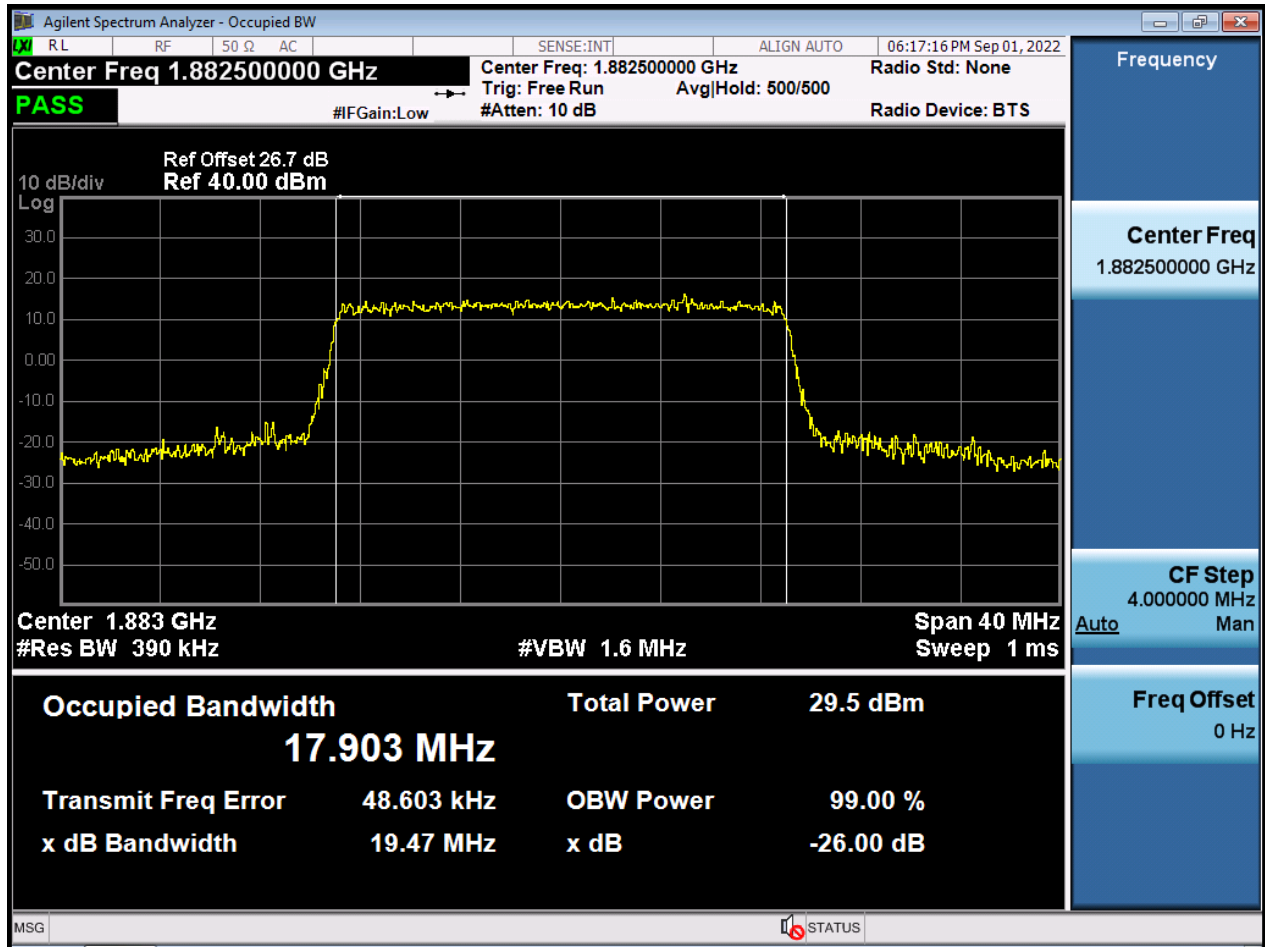 Agilent Spectrum Analyzer - Occupied BW
LXI RL RF 50 Ω AC SENSE:INT ALIGN AUTO 06:17:16 PM Sep 01, 2022
Center Freq 1.882500000 GHz
PASS
#IFGain:Low
Center Freq: 1.882500000 GHz
Trig: Free Run Avg|Hold: 500/500
#Atten: 10 dB
Radio Std: None
Radio Device: BTS
Ref Offset 26.7 dB
10 dB/div Ref 40.00 dBm
Log
30.0
20.0
10.0
0.00
-10.0
-20.0
-30.0
-40.0
-50.0
Center 1.883 GHz Span 40 MHz
#Res BW 390 kHz #VBW 1.6 MHz Sweep 1 ms
Occupied Bandwidth Total Power 29.5 dBm
17.903 MHz
Transmit Freq Error 48.603 kHz OBW Power 99.00 %
x dB Bandwidth 19.47 MHz x dB -26.00 dB
MSG STATUS
Frequency
Center Freq
1.882500000 GHz
CF Step
4.000000 MHz
Auto Man
Freq Offset
0 Hz